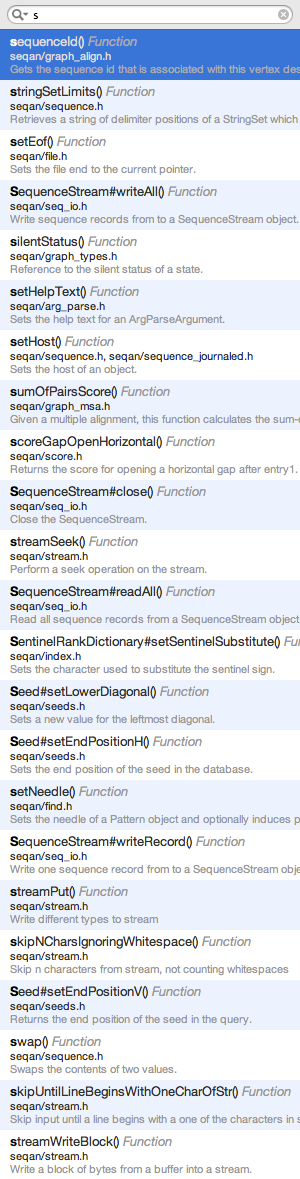 s
sequenceId() Function
seqan/graph_align.h
Gets the sequence id that is associated with this vertex des
stringSetLimits() Function
seqan/sequence.h
Retrieves a string of delimiter positions of a StringSet which
setEof() Function
seqan/file.h
Sets the file end to the current pointer.
SequenceStream#writeAll() Function
seqan/seq_io.h
Write sequence records from to a SequenceStream object.
silentStatus() Function
seqan/graph_types.h
Reference to the silent status of a state.
setHelpText() Function
seqan/arg_parse.h
Sets the help text for an ArgParseArgument.
setHost() Function
seqan/sequence.h, seqan/sequence_journaled.h
Sets the host of an object.
sumOfPairsScore() Function
seqan/graph_msa.h
Given a multiple alignment, this function calculates the sum-o
scoreGapOpenHorizontal() Function
seqan/score.h
Returns the score for opening a horizontal gap after entry1.
SequenceStream#close() Function
seqan/seq_io.h
Close the SequenceStream.
streamSeek() Function
seqan/stream.h
Perform a seek operation on the stream.
SequenceStream#readAll() Function
seqan/seq_io.h
Read all sequence records from a SequenceStream object
SentinelRankDictionary#setSentinelSubstitute() Fu
seqan/index.h
Sets the character used to substitute the sentinel sign.
Seed#setLowerDiagonal() Function
seqan/seeds.h
Sets a new value for the leftmost diagonal.
Seed#setEndPositionH() Function
seqan/seeds.h
Sets the end position of the seed in the database.
setNeedle() Function
seqan/find.h
Sets the needle of a Pattern object and optionally induces p
SequenceStream#writeRecord() Function
seqan/seq_io.h
Write one sequence record from to a SequenceStream obje
streamPut() Function
seqan/stream.h
Write different types to stream
skipNCharsIgnoringWhitespace() Function
seqan/stream.h
Skip n characters from stream, not counting whitespaces
Seed#setEndPositionV() Function
seqan/seeds.h
Returns the end position of the seed in the query.
swap() Function
seqan/sequence.h
Swaps the contents of two values.
skipUntilLineBeginsWithOneCharOfStr() Function
seqan/stream.h
Skip input until a line begins with a one of the characters in s
streamWriteBlock() Function
seqan/stream.h
Write a block of bytes from a buffer into a stream.